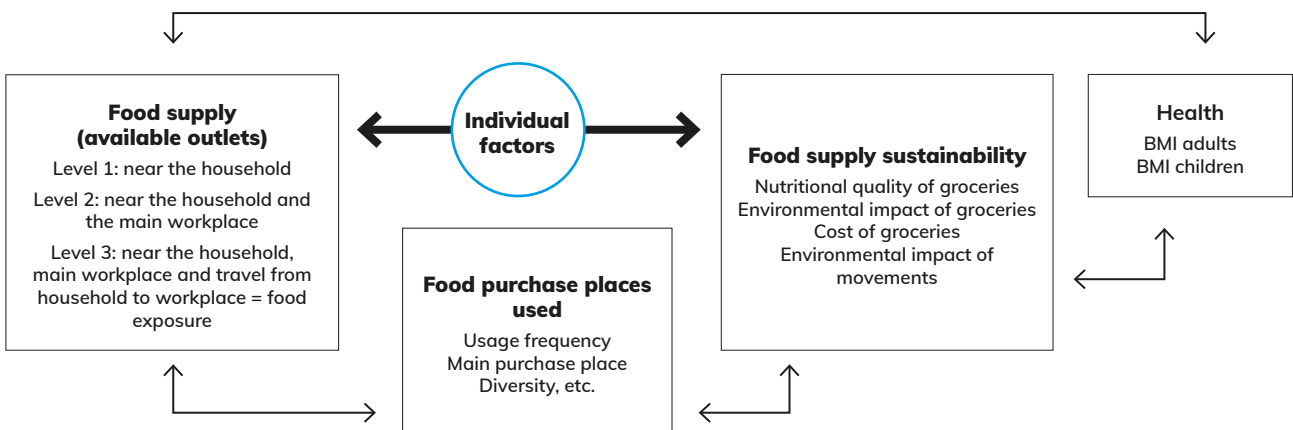 Food supply
(available outlets)
Level 1: near the household
Level 2: near the household and
the main workplace
Level 3: near the household,
main workplace and travel from
household to workplace = food
exposure
Individual
factors
Food purchase places
used
Usage frequency
Main purchase place
Diversity, etc.
Food supply sustainability
Nutritional quality of groceries
Environmental impact of groceries
Cost of groceries
Environmental impact of
movements
Health
BMI adults
BMI children